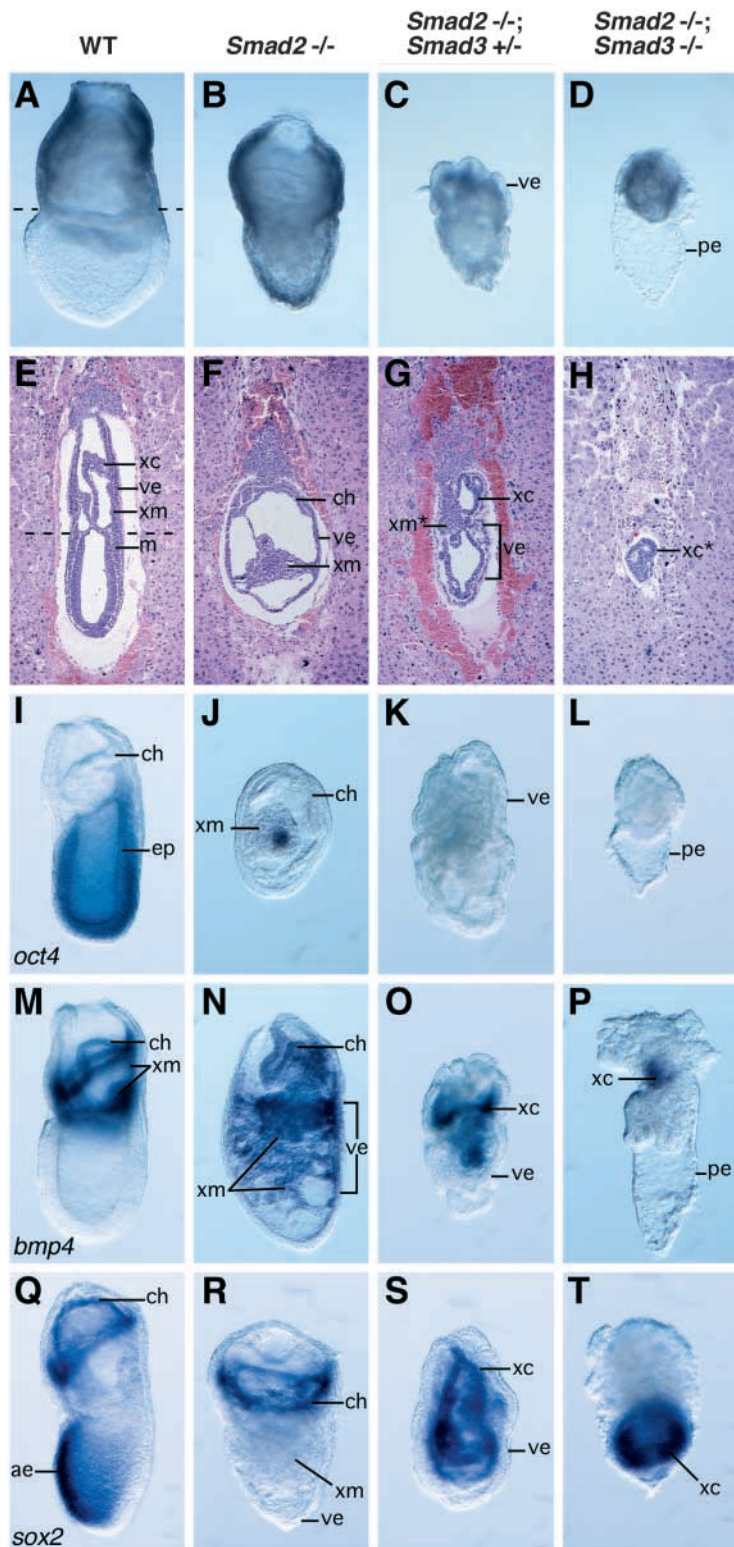 WT
Smad2 -/-
Smad2 -/-;
Smad3 +/-
Smad2 -/-;
Smad3 -/-
A
B
C
ve
D
pe
E
xc
ve
xm
m
F
ch
ve
xm
G
xc
xm*
ve
H
xc*
I
ch
ep
oct4
J
ch
xm
K
ve
L
pe
M
ch
xm
bmp4
N
ch
ve
xm
O
xc
ve
P
xc
pe
Q
ch
ae
sox2
R
ch
xm
ve
S
xc
ve
T
xc